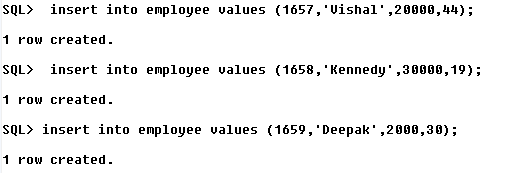 SQL>  insert into employee values (1657,'Vishal',20000,44);
1 row created.
SQL>  insert into employee values (1658,'Kennedy',30000,19);
1 row created.
SQL> insert into employee values (1659,'Deepak',2000,30);
1 row created.